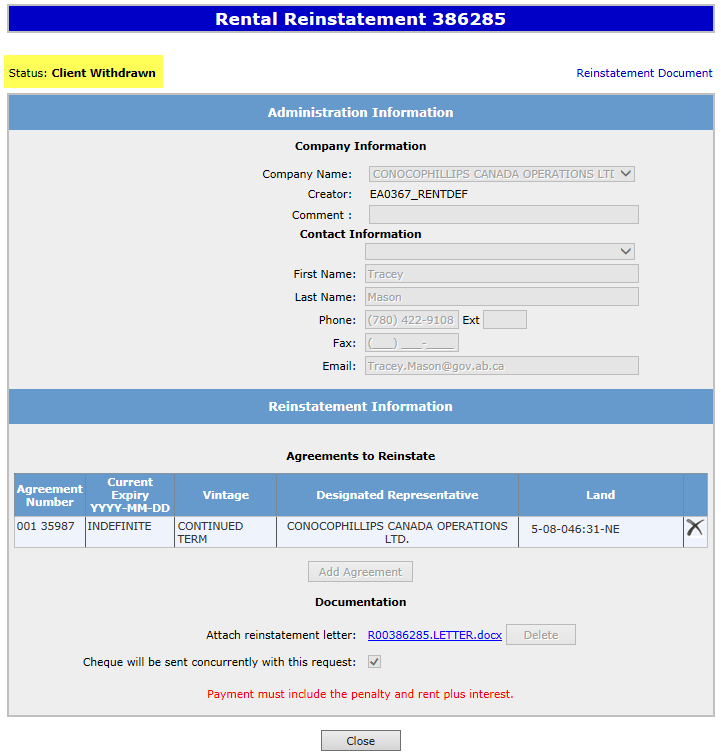 Rental Reinstatement 386285
Status: Client Withdrawn
Reinstatement Document
Administration Information
Company Information
Company Name: CONOCOPHILLIPS CANADA OPERATIONS LTD
Creator: EA0367_RENTDEF
Comment :
Contact Information
First Name: Tracey
Last Name: Mason
Phone: (780) 422-9108 Ext
Fax: (___) ___-____
Email: Tracey.Mason@gov.ab.ca
Reinstatement Information
Agreements to Reinstate
Agreement Number
Current Expiry YYYY-MM-DD
Vintage
Designated Representative
Land
001 35987
INDEFINITE
CONTINUED TERM
CONOCOPHILLIPS CANADA OPERATIONS LTD.
5-08-046:31-NE
Add Agreement
Documentation
Attach reinstatement letter: R00386285.LETTER.docx Delete
Cheque will be sent concurrently with this request:
Payment must include the penalty and rent plus interest.
Close